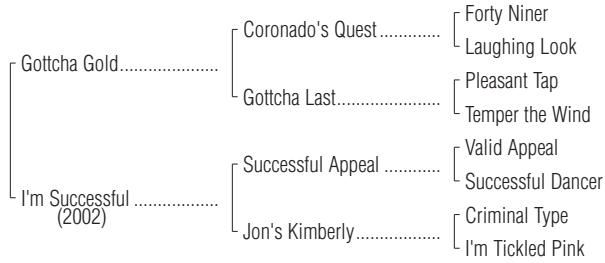 Forty Niner
Coronado's Quest.............
Laughing Look
Gottcha Gold.....................
Pleasant Tap
Gottcha Last......................
Temper the Wind
Valid Appeal
Successful Appeal ............
Successful Dancer
I'm Successful ..................
(2002)
Criminal Type
Jon's Kimberly..................
I'm Tickled Pink